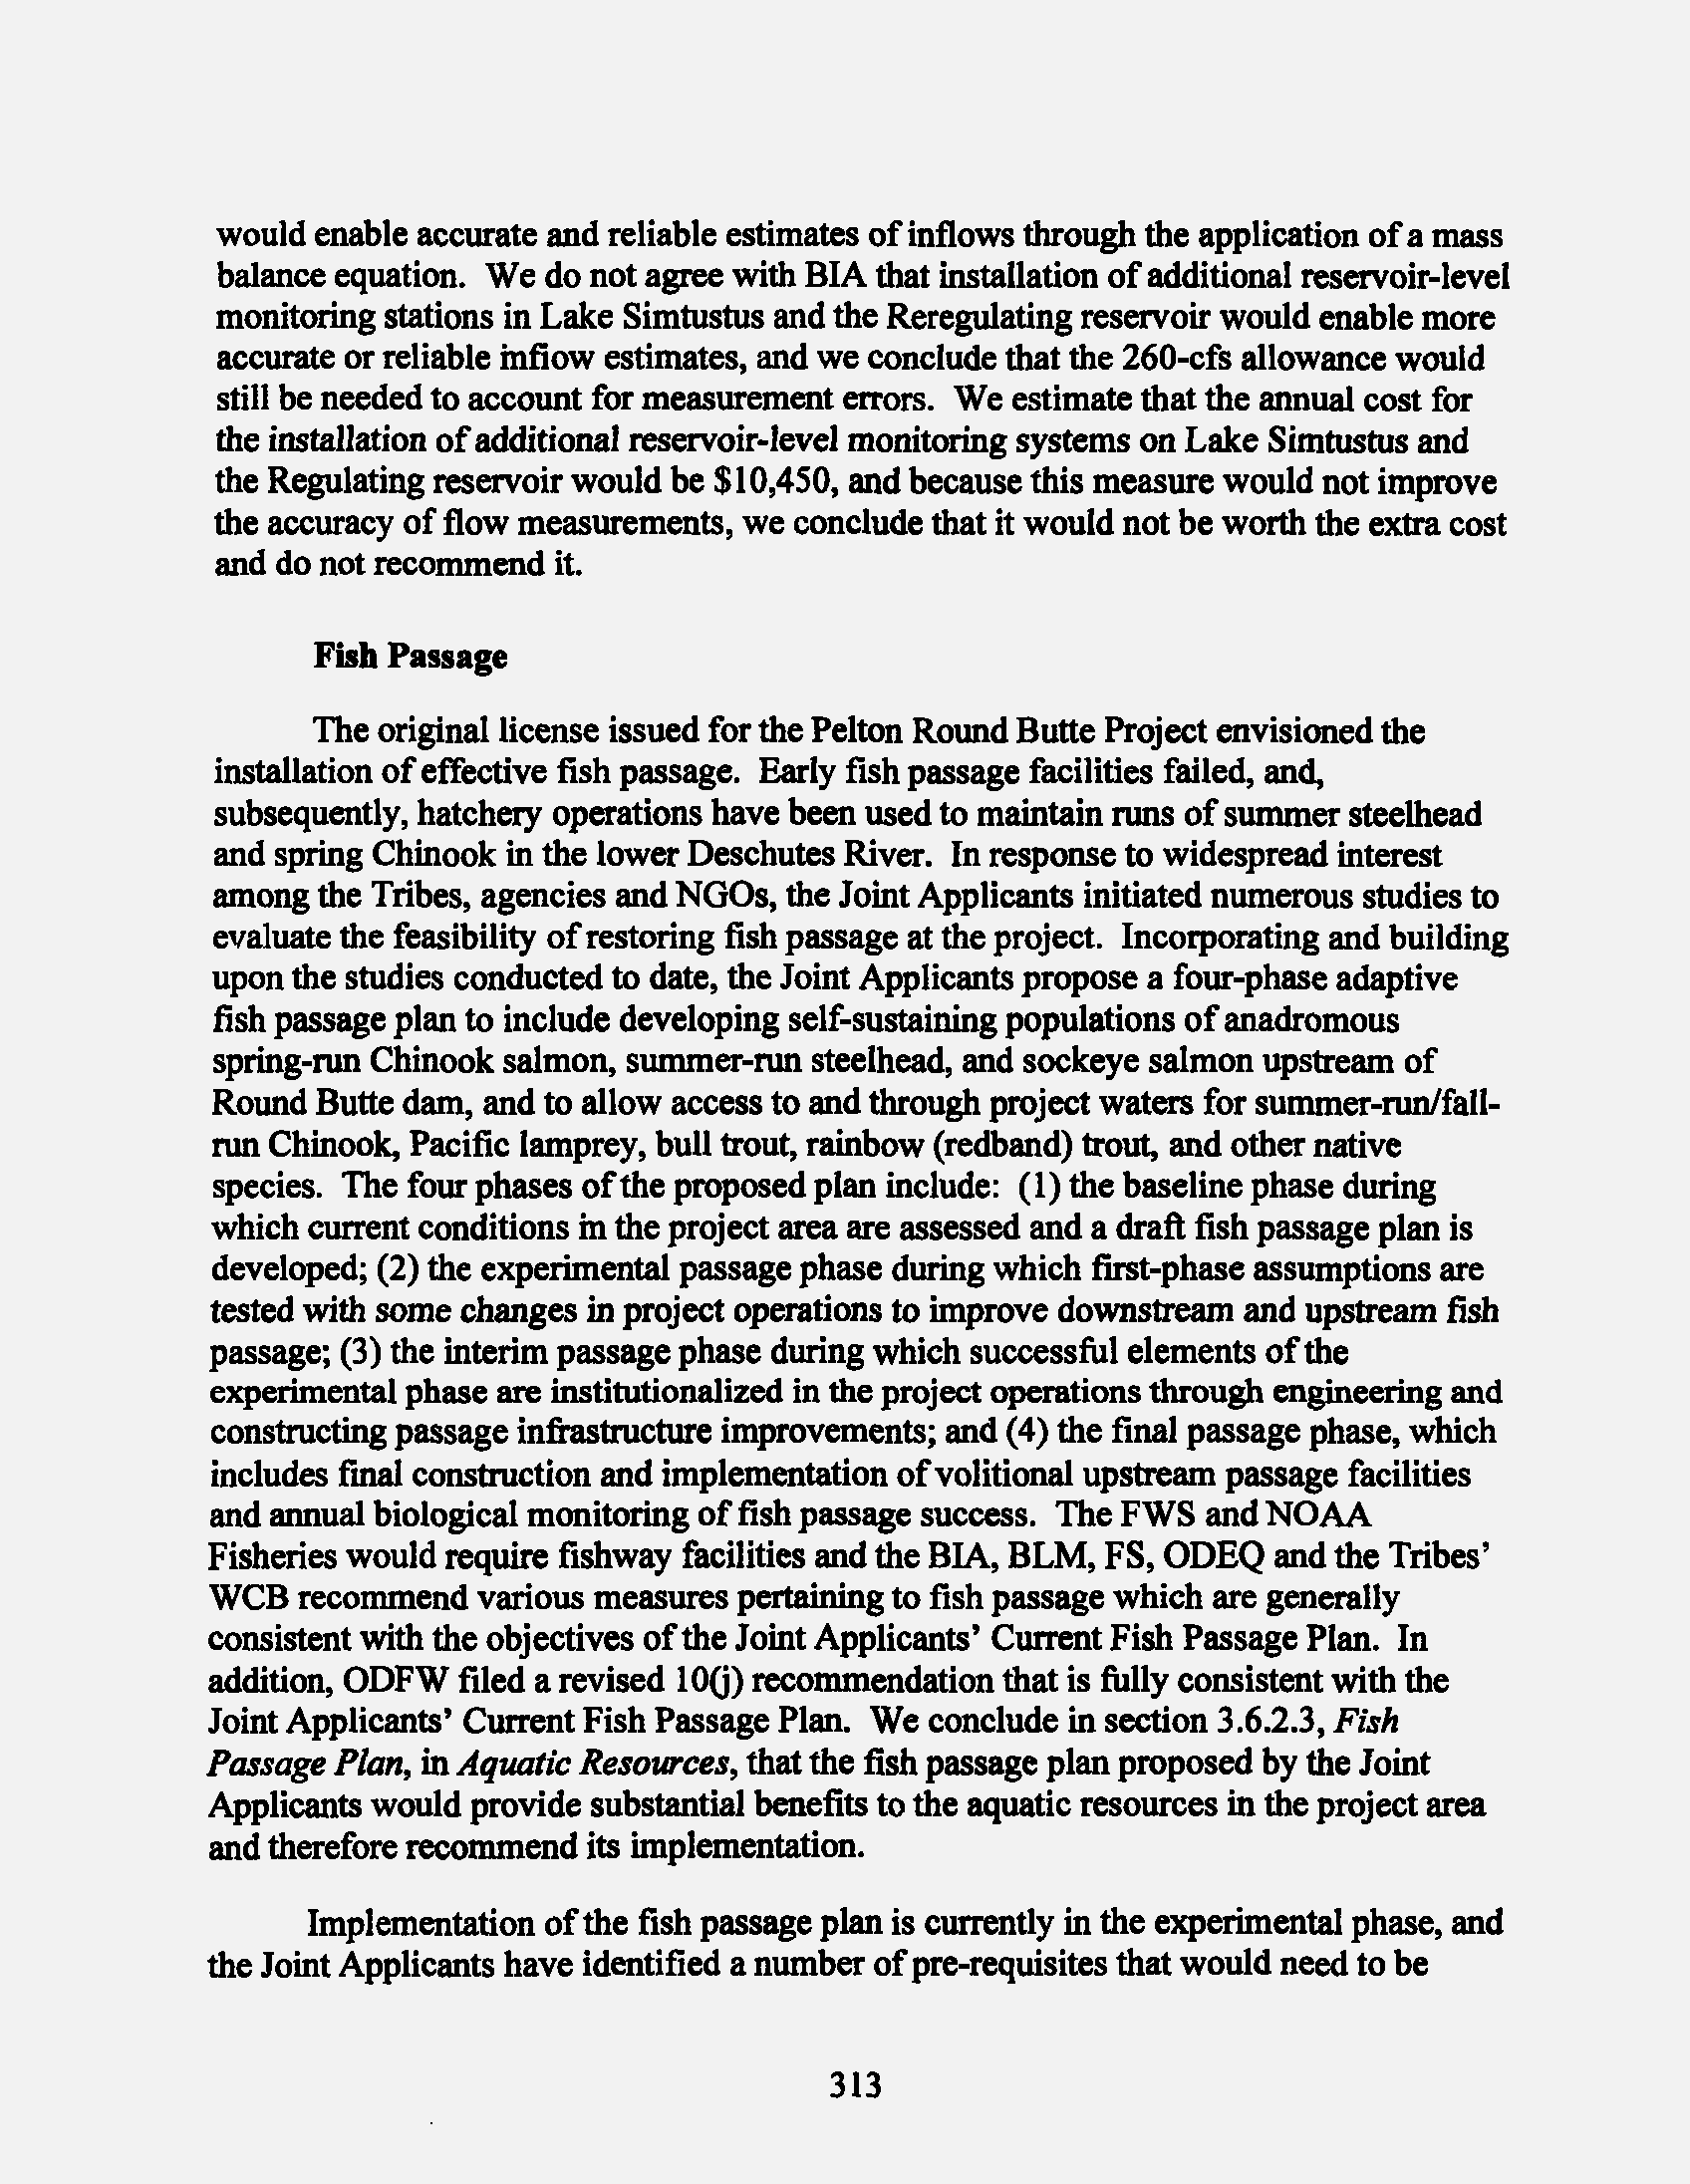 would enable accurate and reliable estimates of inflows through the application of a mass
balance equation.  We do not agree with BIA that installation of additional reservoir-level
monitoring stations in Lake Simtustus and the Reregulating reservoir would enable more
accurate or reliable inflow estimates, and we conclude that the 260-cfs allowance would
still be needed to account for measurement errors.  We estimate that the annual cost for
the installation of additional reservoir-level monitoring systems on Lake Simtustus and
the Regulating reservoir would be $10,450, and because this measure would not improve
the accuracy of flow measurements, we conclude that it would not be worth the extra cost
and do not recommend it.
Fish Passage
The original license issued for the Pelton Round Butte Project envisioned the
installation of effective fish passage.  Early fish passage facilities failed, and,
subsequently, hatchery operations have been used to maintain runs of summer steelhead
and spring Chinook in the lower Deschutes River.  In response to widespread interest
among the Tribes, agencies and NGOs, the Joint Applicants initiated numerous studies to
evaluate the feasibility of restoring fish passage at the project.  Incorporating and building
upon the studies conducted to date, the Joint Applicants propose a four-phase adaptive
fish passage plan to include developing self-sustaining populations of anadromous
spring-run Chinook salmon, summer-run steelhead, and sockeye salmon upstream of
Round Butte dam, and to allow access to and through project waters for summer-run/fall-
run Chinook, Pacific lamprey, bull trout, rainbow (redband) trout, and other native
species.  The four phases of the proposed plan include:  (1) the baseline phase during
which current conditions in the project area are assessed and a draft fish passage plan is
developed; (2) the experimental passage phase during which first-phase assumptions are
tested with some changes in project operations to improve downstream and upstream fish
passage; (3) the interim passage phase during which successful elements of the
experimental phase are institutionalized in the project operations through engineering and
constructing passage infrastructure improvements; and (4) the final passage phase, which
includes final construction and implementation of volitional upstream passage facilities
and annual biological monitoring of fish passage success.  The FWS and NOAA
Fisheries would require fishway facilities and the BIA, BLM, FS, ODEQ and the Tribes’
WCB recommend various measures pertaining to fish passage which are generally
consistent with the objectives of the Joint Applicants’ Current Fish Passage Plan.  In
addition, ODFW filed a revised 10(j) recommendation that is fully consistent with the
Joint Applicants’ Current Fish Passage Plan.  We conclude in section 3.6.2.3, Fish
Passage Plan, in Aquatic Resources, that the fish passage plan proposed by the Joint
Applicants would provide substantial benefits to the aquatic resources in the project area
and therefore recommend its implementation.
Implementation of the fish passage plan is currently in the experimental phase, and
the Joint Applicants have identified a number of pre-requisites that would need to be
313